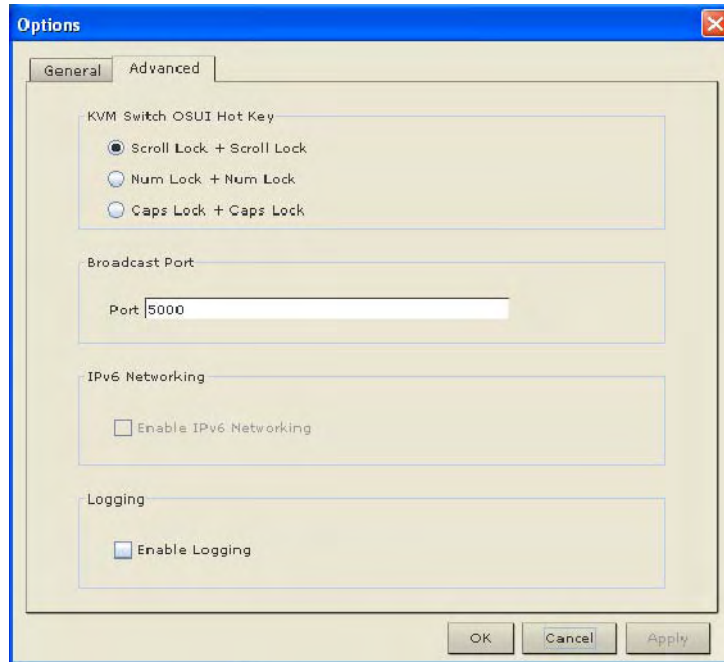 Options
General
Advanced
KVM Switch OSUI Hot Key
Scroll Lock + Scroll Lock
Num Lock + Num Lock
Caps Lock + Caps Lock
Broadcast Port
Port 5000
IPv6 Networking
Enable IPv6 Networking
Logging
Enable Logging
OK
Cancel
Apply